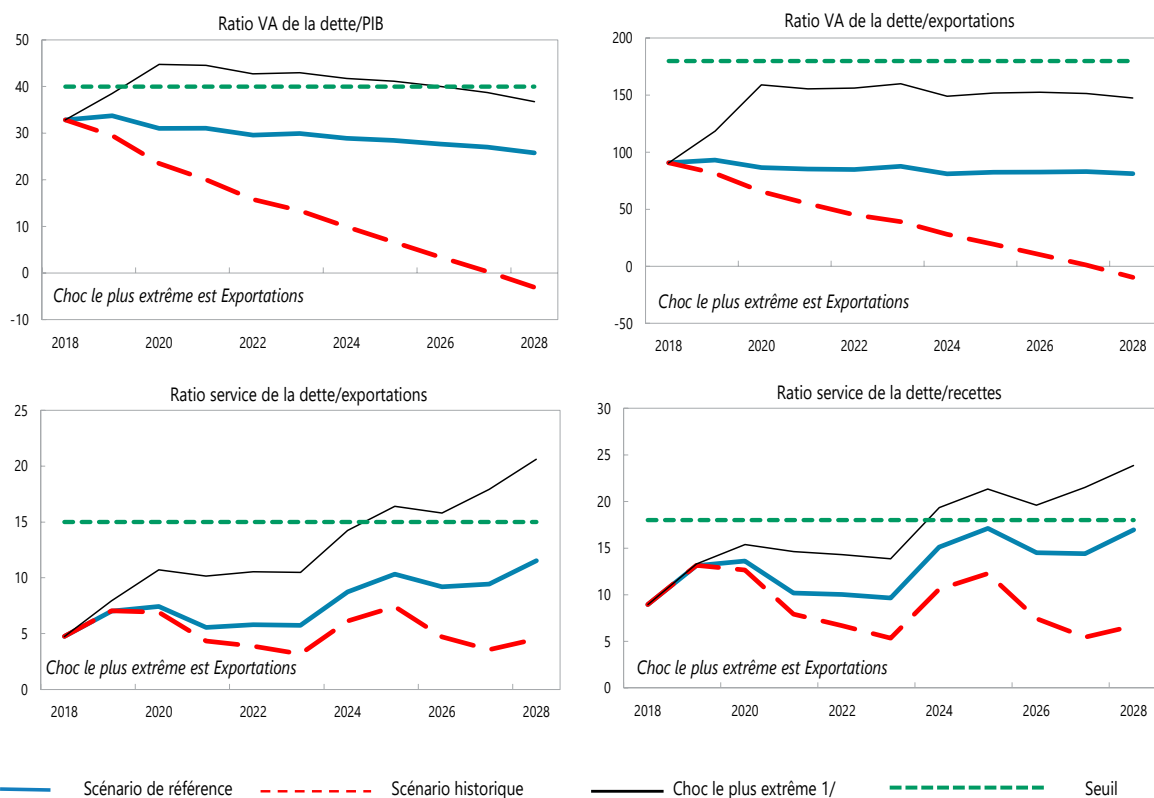 Ratio VA de la dette/PIB
50
40
30
20
10
0
-10
Choc le plus extrême est Exportations
2018 2020 2022 2024 2026 2028
Ratio VA de la dette/exportations
200
150
100
50
0
-50
Choc le plus extrême est Exportations
2018 2020 2022 2024 2026 2028
Ratio service de la dette/exportations
25
20
15
10
5
0
Choc le plus extrême est Exportations
2018 2020 2022 2024 2026 2028
Ratio service de la dette/recettes
30
25
20
15
10
5
0
Choc le plus extrême est Exportations
2018 2020 2022 2024 2026 2028
Scénario de référence Scénario historique Choc le plus extrême 1/ Seuil